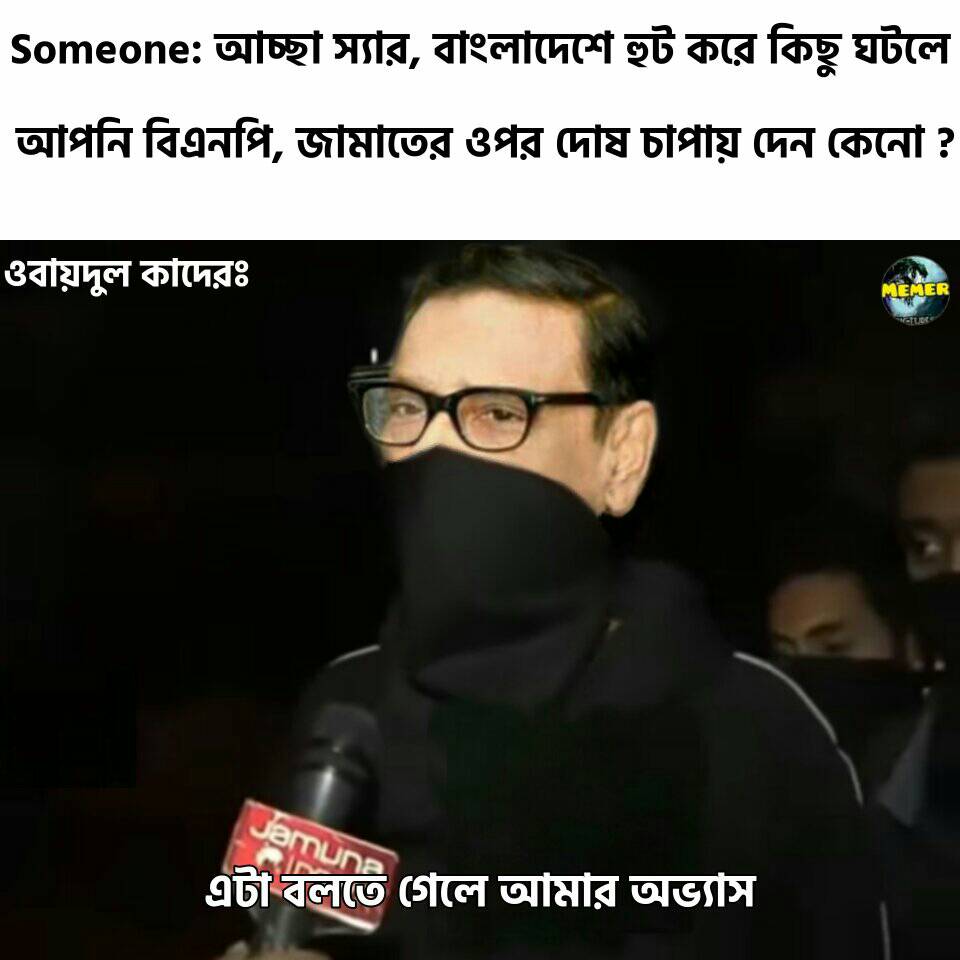 Someone: আচ্ছা স্যার, বাংলাদেশে হুট করে কিছু ঘটলে
আপনি বিএনপি, জামাতের ওপর দোষ চাপায় দেন কেনো ?
ওবায়দুল কাদেরঃ
MEMER
Jamuna
এটা বলতে গেলে আমার অভ্যাস